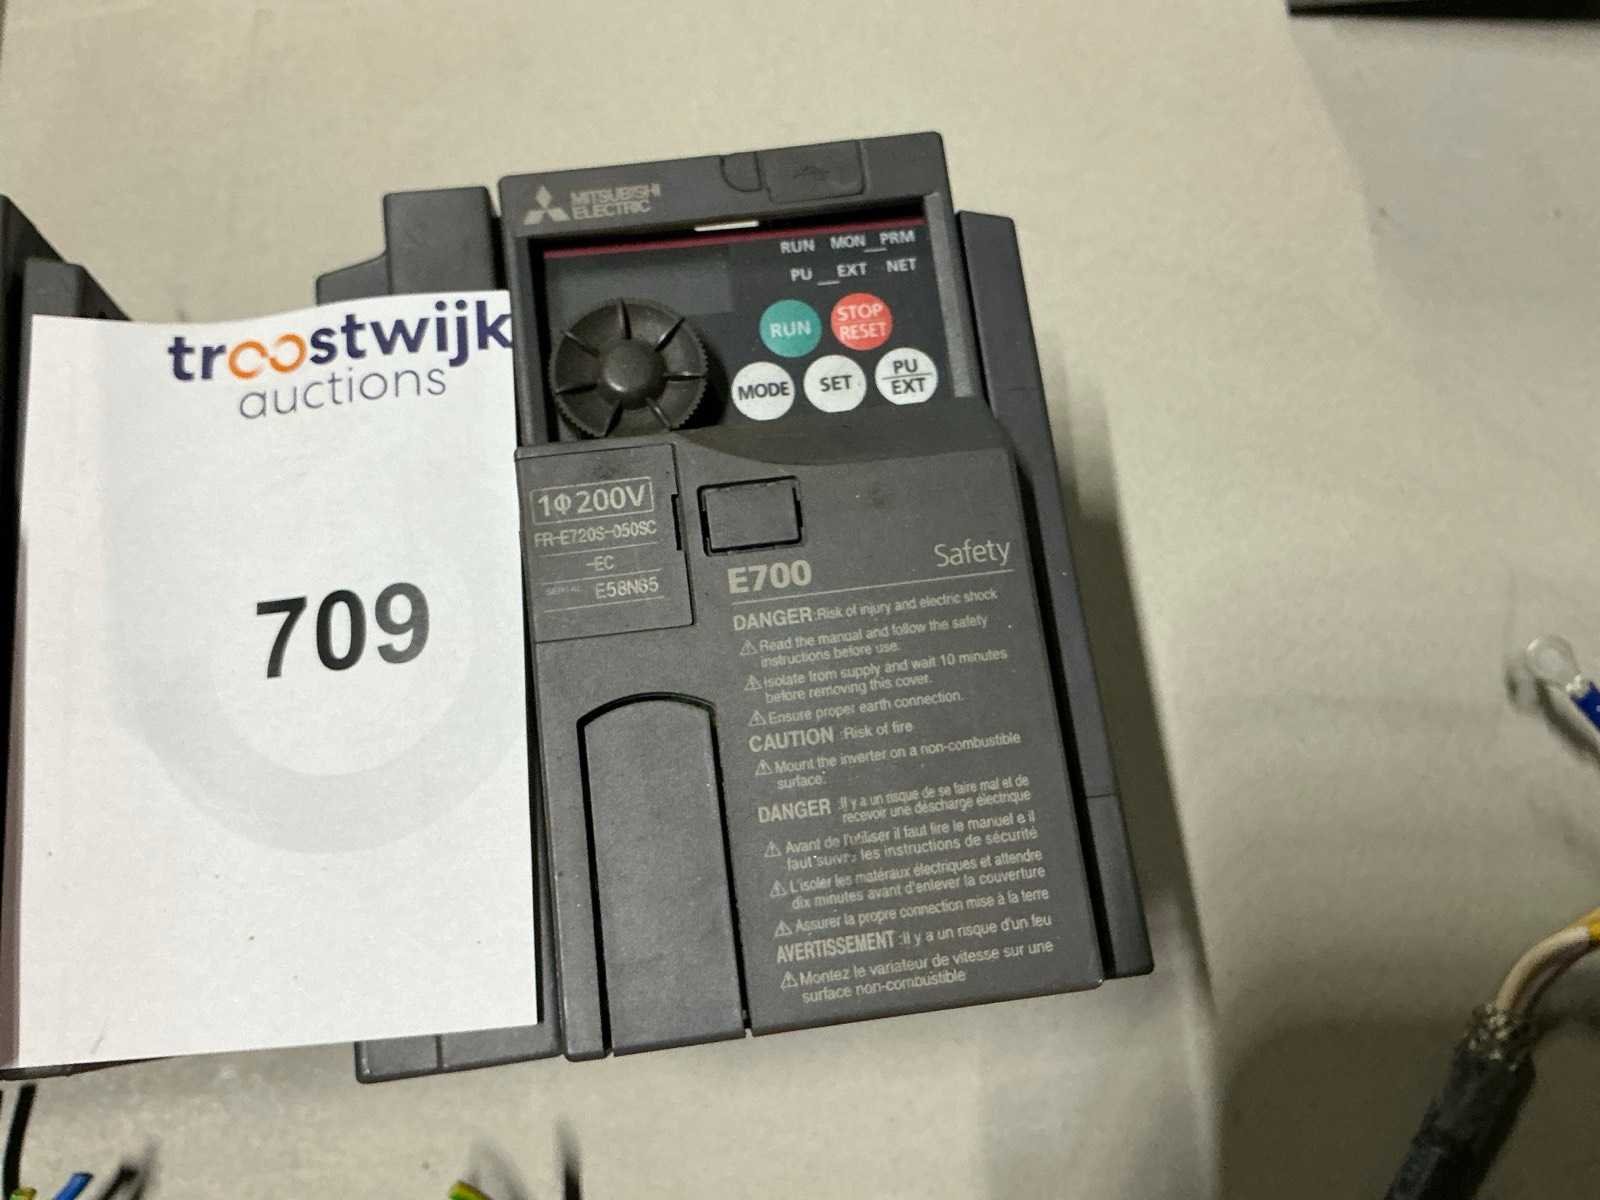 troostwijk
auctions
709
MITSUBISHI
ELECTRIC
RUN MON PRM
PU EXT NET
RUN
STOP
RESET
MODE
SET
PU
EXT
1Φ200V
FR-E720S-050SC
-EC
SERIAL E58N65
E700
Safety
DANGER :Risk of injury and electric shock
Read the manual and follow the safety
instructions before use.
Isolate from supply and wait 10 minutes
before removing this cover.
Ensure proper earth connection.
CAUTION :Risk of fire
Mount the inverter on a non-combustible
surface.
DANGER :Il y a un risque de se faire mal et de
recevoir une décharge électrique
Avant de l'utiliser il faut lire le manuel e il
faut suivre les instructions de sécurité
L'isoler les matéraux électriques et attendre
dix minutes avant d'enlever la couverture
Assurer la propre connection mise à la terre
AVERTISSEMENT :il y a un risque d'un feu
Montez le variateur de vitesse sur une
surface non-combustible